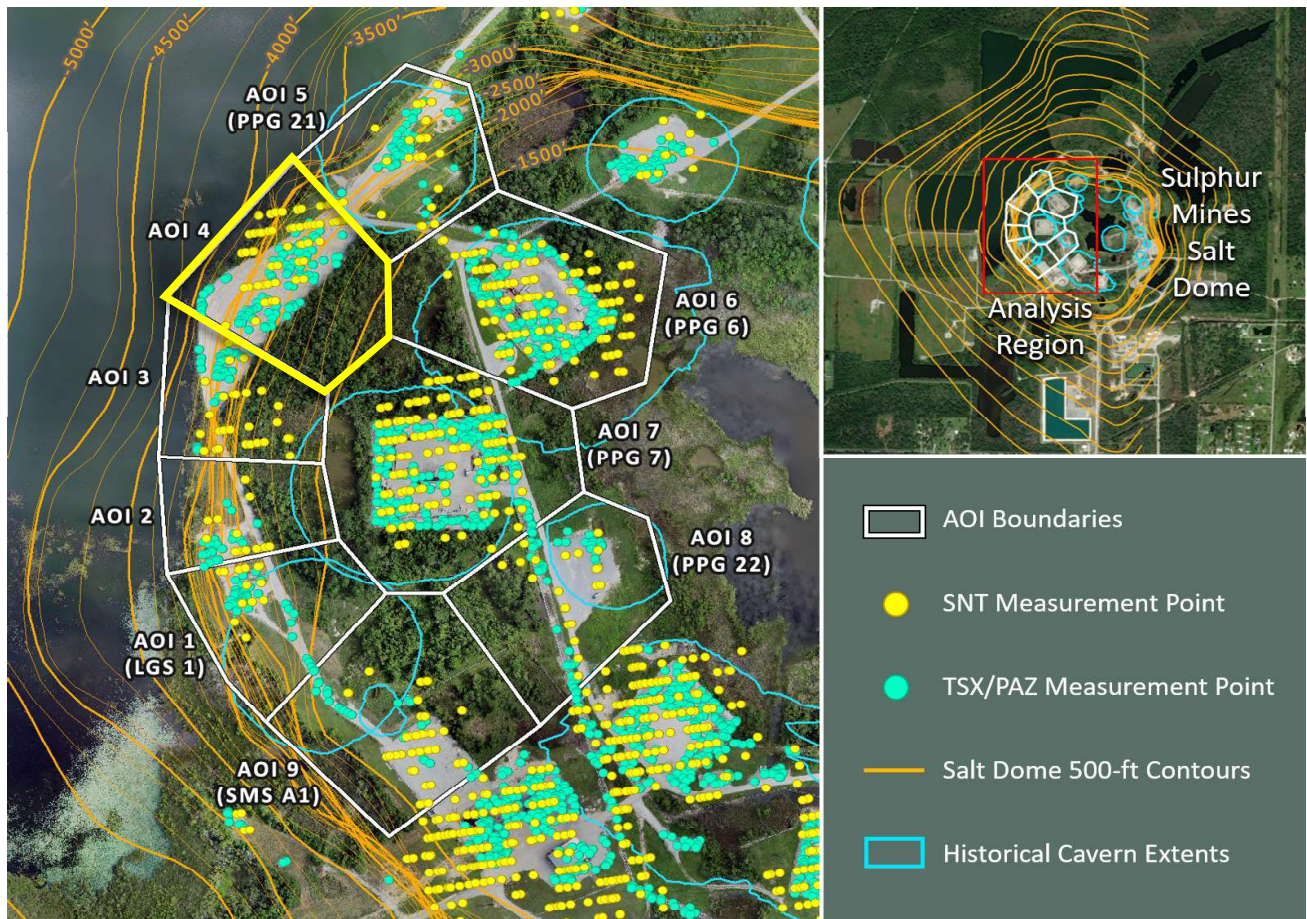 -5000'
-4500'
-4000'
-3500'
-3000'
-2500'
-2000'
-1500'
AOI 5
(PPG 21)
AOI 4
AOI 6
(PPG 6)
AOI 3
AOI 7
(PPG 7)
AOI 2
AOI 8
(PPG 22)
AOI 1
(LGS 1)
AOI 9
(SMS A1)
Sulphur
Mines
Salt
Dome
Analysis
Region
AOI Boundaries
SNT Measurement Point
TSX/PAZ Measurement Point
Salt Dome 500-ft Contours
Historical Cavern Extents